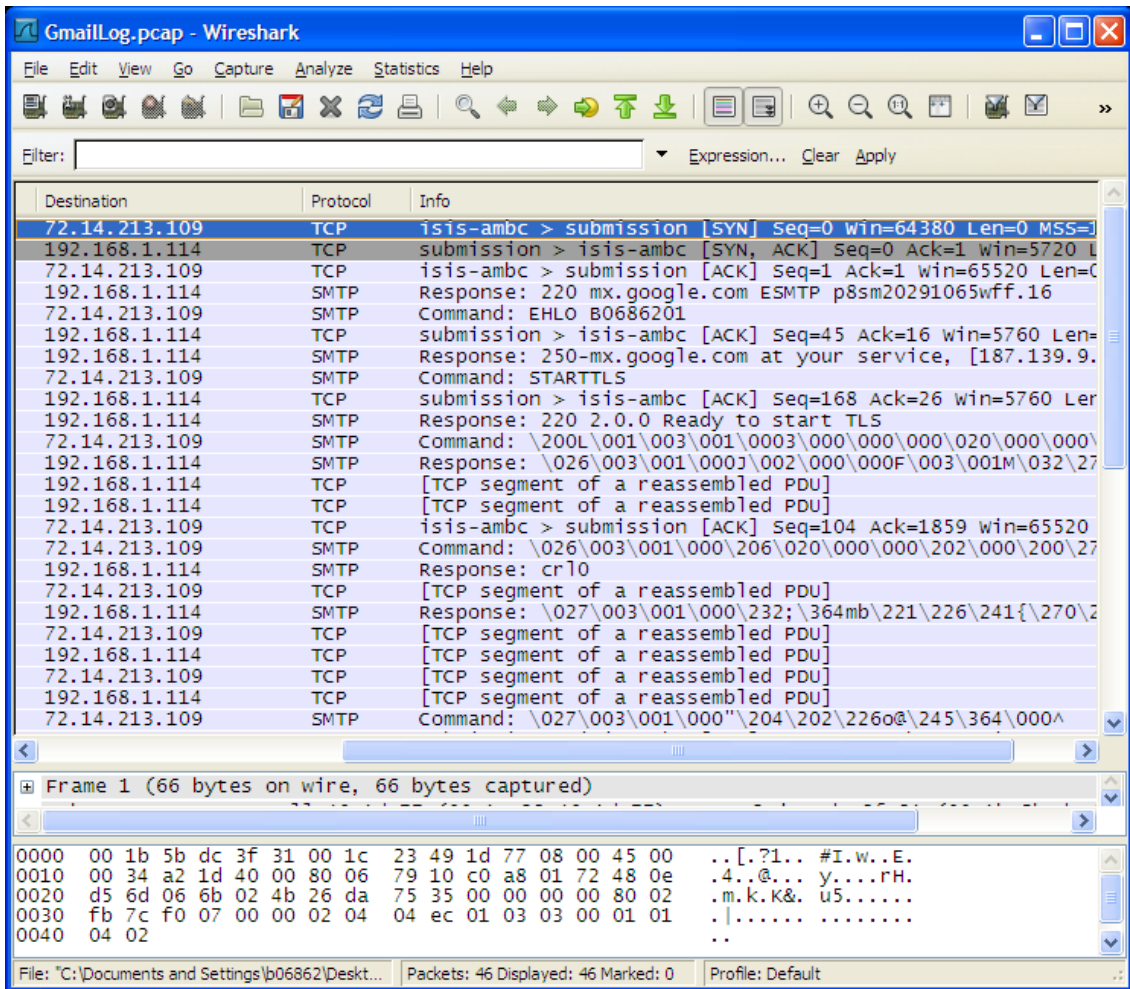 GmailLog.pcap - Wireshark
File Edit View Go Capture Analyze Statistics Help
Filter: Expression... Clear Apply
Destination Protocol Info
72.14.213.109 TCP isis-ambc > submission [SYN] Seq=0 Win=64380 Len=0 MSS=1
192.168.1.114 TCP submission > isis-ambc [SYN, ACK] Seq=0 Ack=1 Win=5720 L
72.14.213.109 TCP isis-ambc > submission [ACK] Seq=1 Ack=1 Win=65520 Len=0
192.168.1.114 SMTP Response: 220 mx.google.com ESMTP p8sm20291065wff.16
72.14.213.109 SMTP Command: EHLO B0686201
192.168.1.114 TCP submission > isis-ambc [ACK] Seq=45 Ack=16 Win=5760 Len=
192.168.1.114 SMTP Response: 250-mx.google.com at your service, [187.139.9.
72.14.213.109 SMTP Command: STARTTLS
192.168.1.114 TCP submission > isis-ambc [ACK] Seq=168 Ack=26 Win=5760 Len
192.168.1.114 SMTP Response: 220 2.0.0 Ready to start TLS
72.14.213.109 SMTP Command: \200L\001\003\001\0003\000\000\000\020\000\000\
192.168.1.114 SMTP Response: \026\003\001\000J\002\000\000F\003\001M\032\27
192.168.1.114 TCP [TCP segment of a reassembled PDU]
192.168.1.114 TCP [TCP segment of a reassembled PDU]
72.14.213.109 TCP isis-ambc > submission [ACK] Seq=104 Ack=1859 Win=65520
72.14.213.109 SMTP Command: \026\003\001\000\206\020\000\000\202\000\200\27
192.168.1.114 SMTP Response: crl0
72.14.213.109 TCP [TCP segment of a reassembled PDU]
192.168.1.114 SMTP Response: \027\003\001\000\232;\364mb\221\226\241{\270\2
72.14.213.109 TCP [TCP segment of a reassembled PDU]
192.168.1.114 TCP [TCP segment of a reassembled PDU]
72.14.213.109 TCP [TCP segment of a reassembled PDU]
192.168.1.114 TCP [TCP segment of a reassembled PDU]
72.14.213.109 SMTP Command: \027\003\001\000"\204\202\226o@\245\364\000^
Frame 1 (66 bytes on wire, 66 bytes captured)
0000 00 1b 5b dc 3f 31 00 1c 23 49 1d 77 08 00 45 00 ..[.?1.. #I.w..E.
0010 00 34 a2 1d 40 00 80 06 79 10 c0 a8 01 72 48 0e .4..@... y....rH.
0020 d5 6d 06 6b 02 4b 26 da 75 35 00 00 00 00 80 02 .m.k.K&. u5......
0030 fb 7c f0 07 00 00 02 04 04 ec 01 03 03 00 01 01 .|...... ........
0040 04 02 ..
File: "C:\Documents and Settings\b06862\Deskt... Packets: 46 Displayed: 46 Marked: 0 Profile: Default